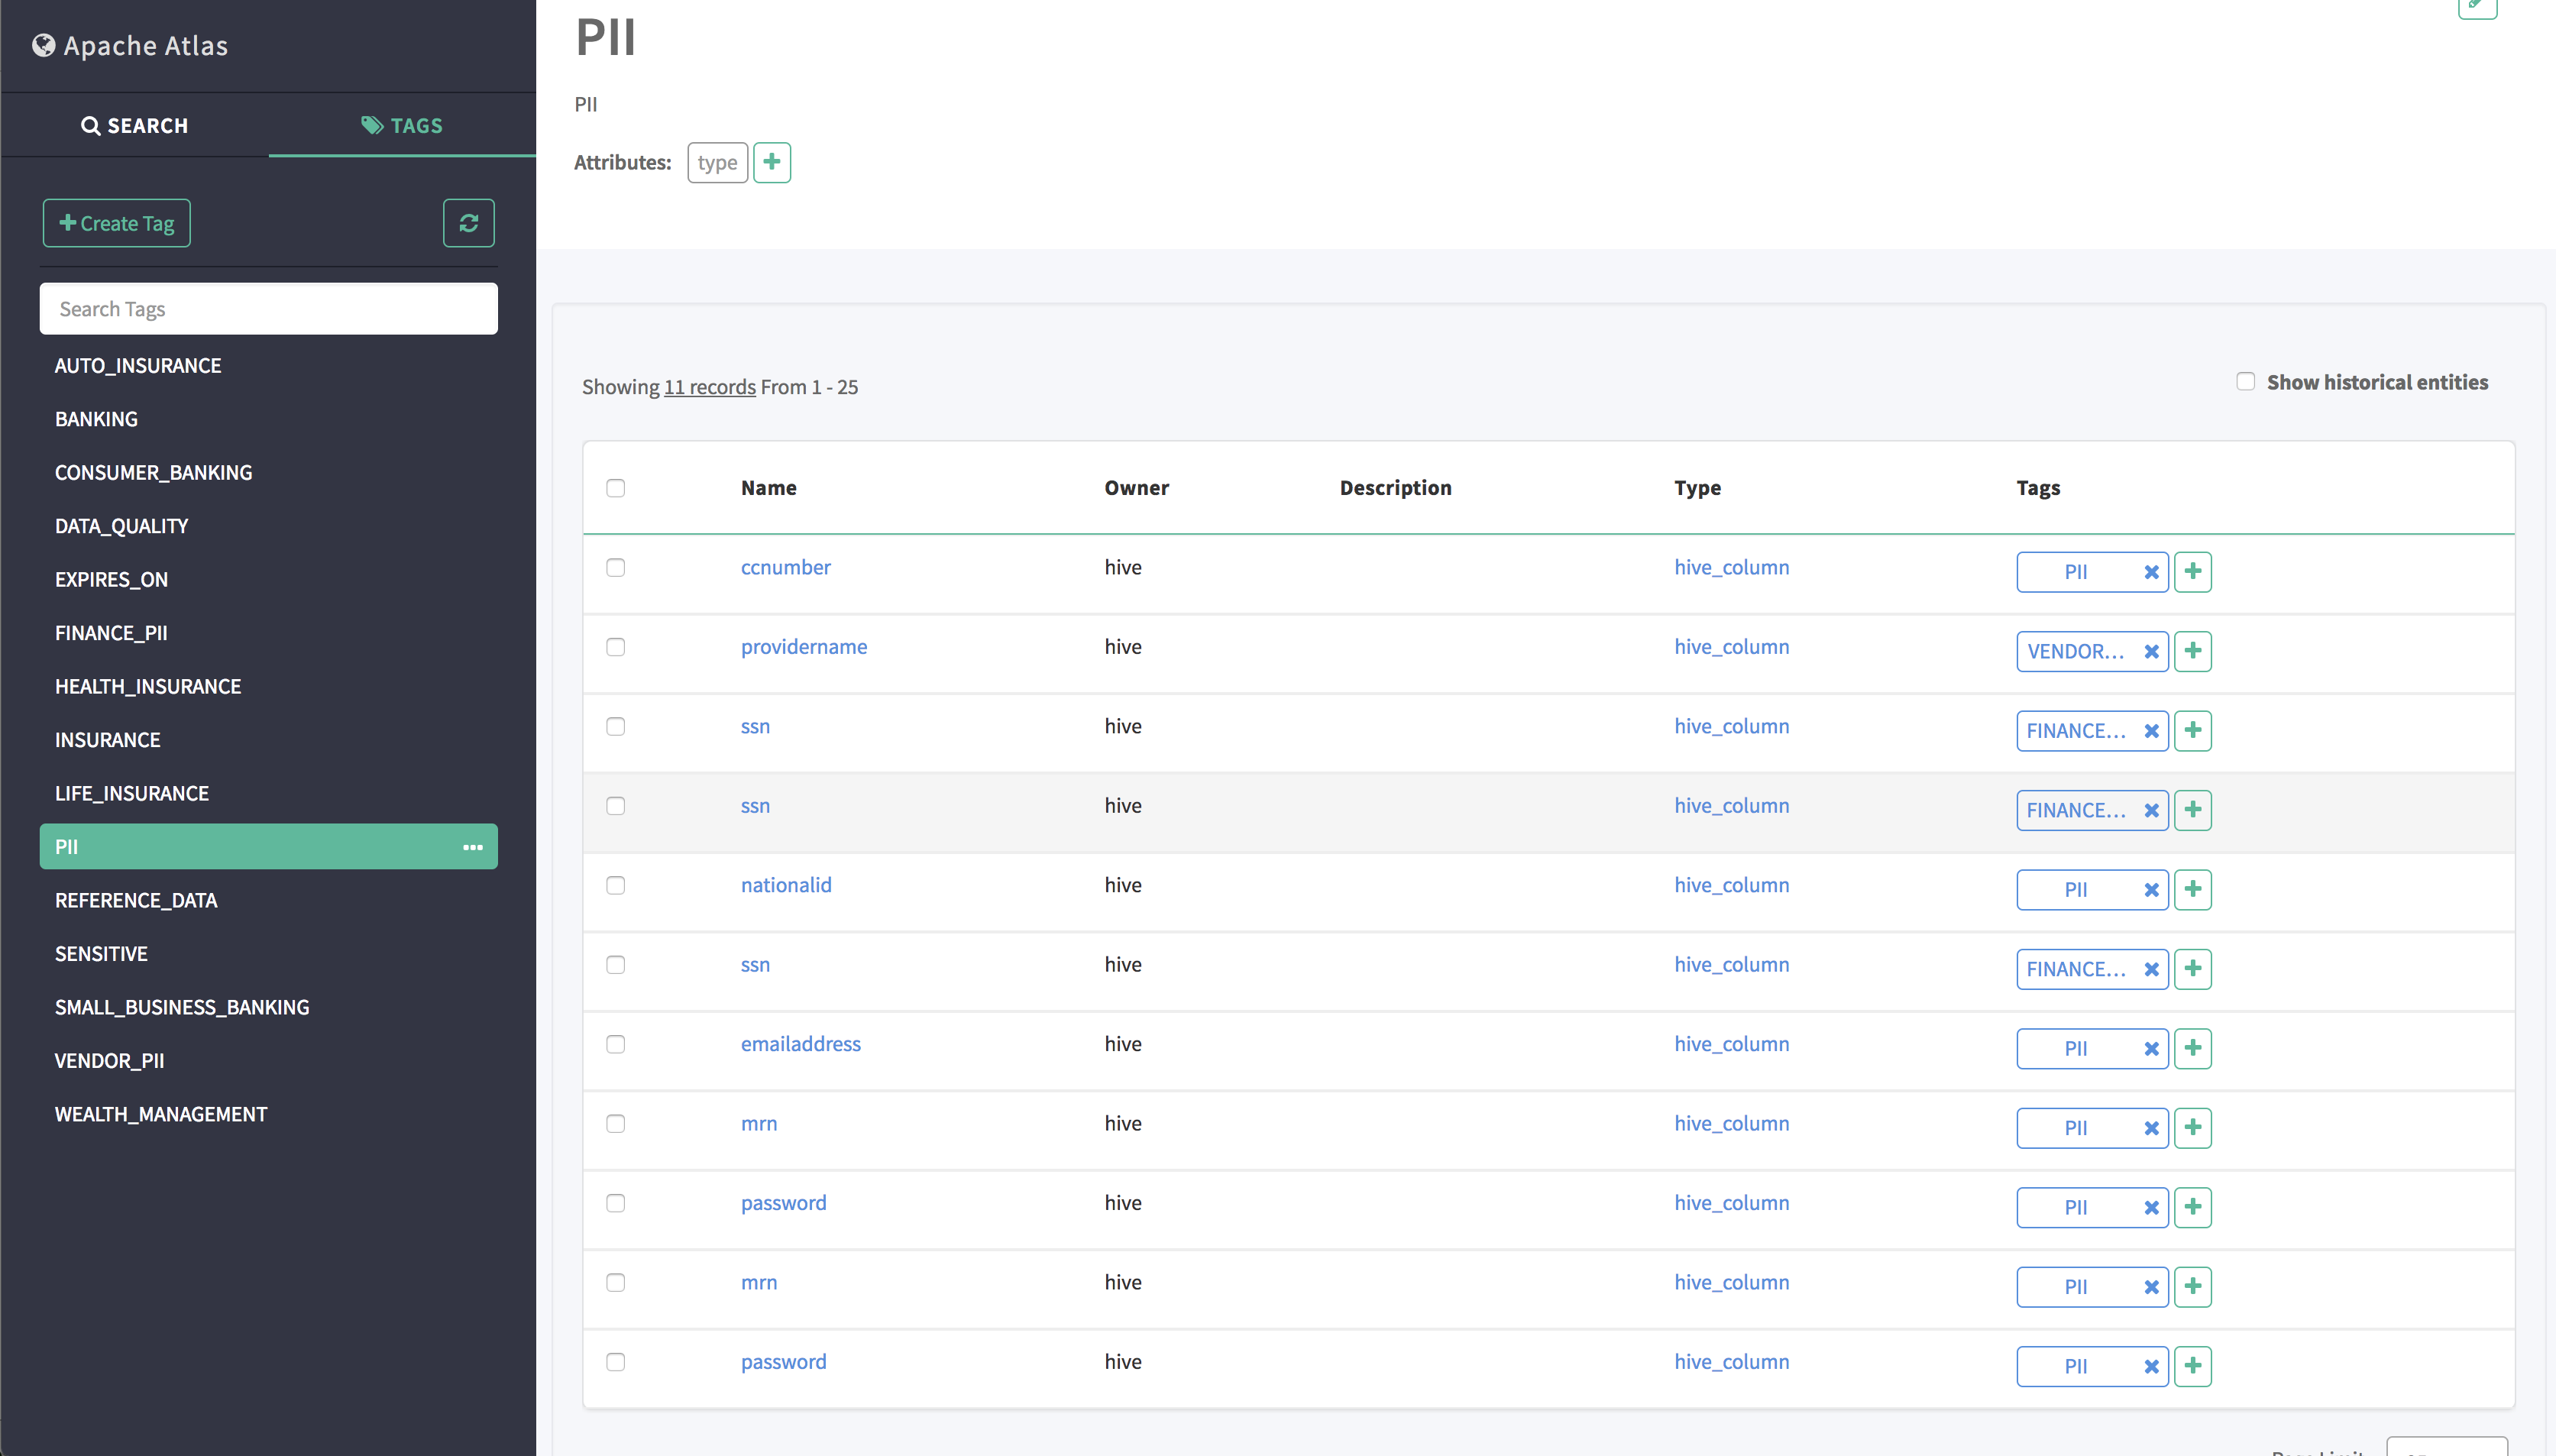 Apache Atlas
SEARCH
TAGS
Create Tag
Search Tags
AUTO_INSURANCE
BANKING
CONSUMER_BANKING
DATA_QUALITY
EXPIRES_ON
FINANCE_PII
HEALTH_INSURANCE
INSURANCE
LIFE_INSURANCE
PII
REFERENCE_DATA
SENSITIVE
SMALL_BUSINESS_BANKING
VENDOR_PII
WEALTH_MANAGEMENT
PII
PII
Attributes: type
Showing 11 records From 1 - 25
Show historical entities
Name Owner Description Type Tags
ccnumber hive hive_column PII
providername hive hive_column VENDOR...
ssn hive hive_column FINANCE...
ssn hive hive_column FINANCE...
nationalid hive hive_column PII
ssn hive hive_column FINANCE...
emailaddress hive hive_column PII
mrn hive hive_column PII
password hive hive_column PII
mrn hive hive_column PII
password hive hive_column PII